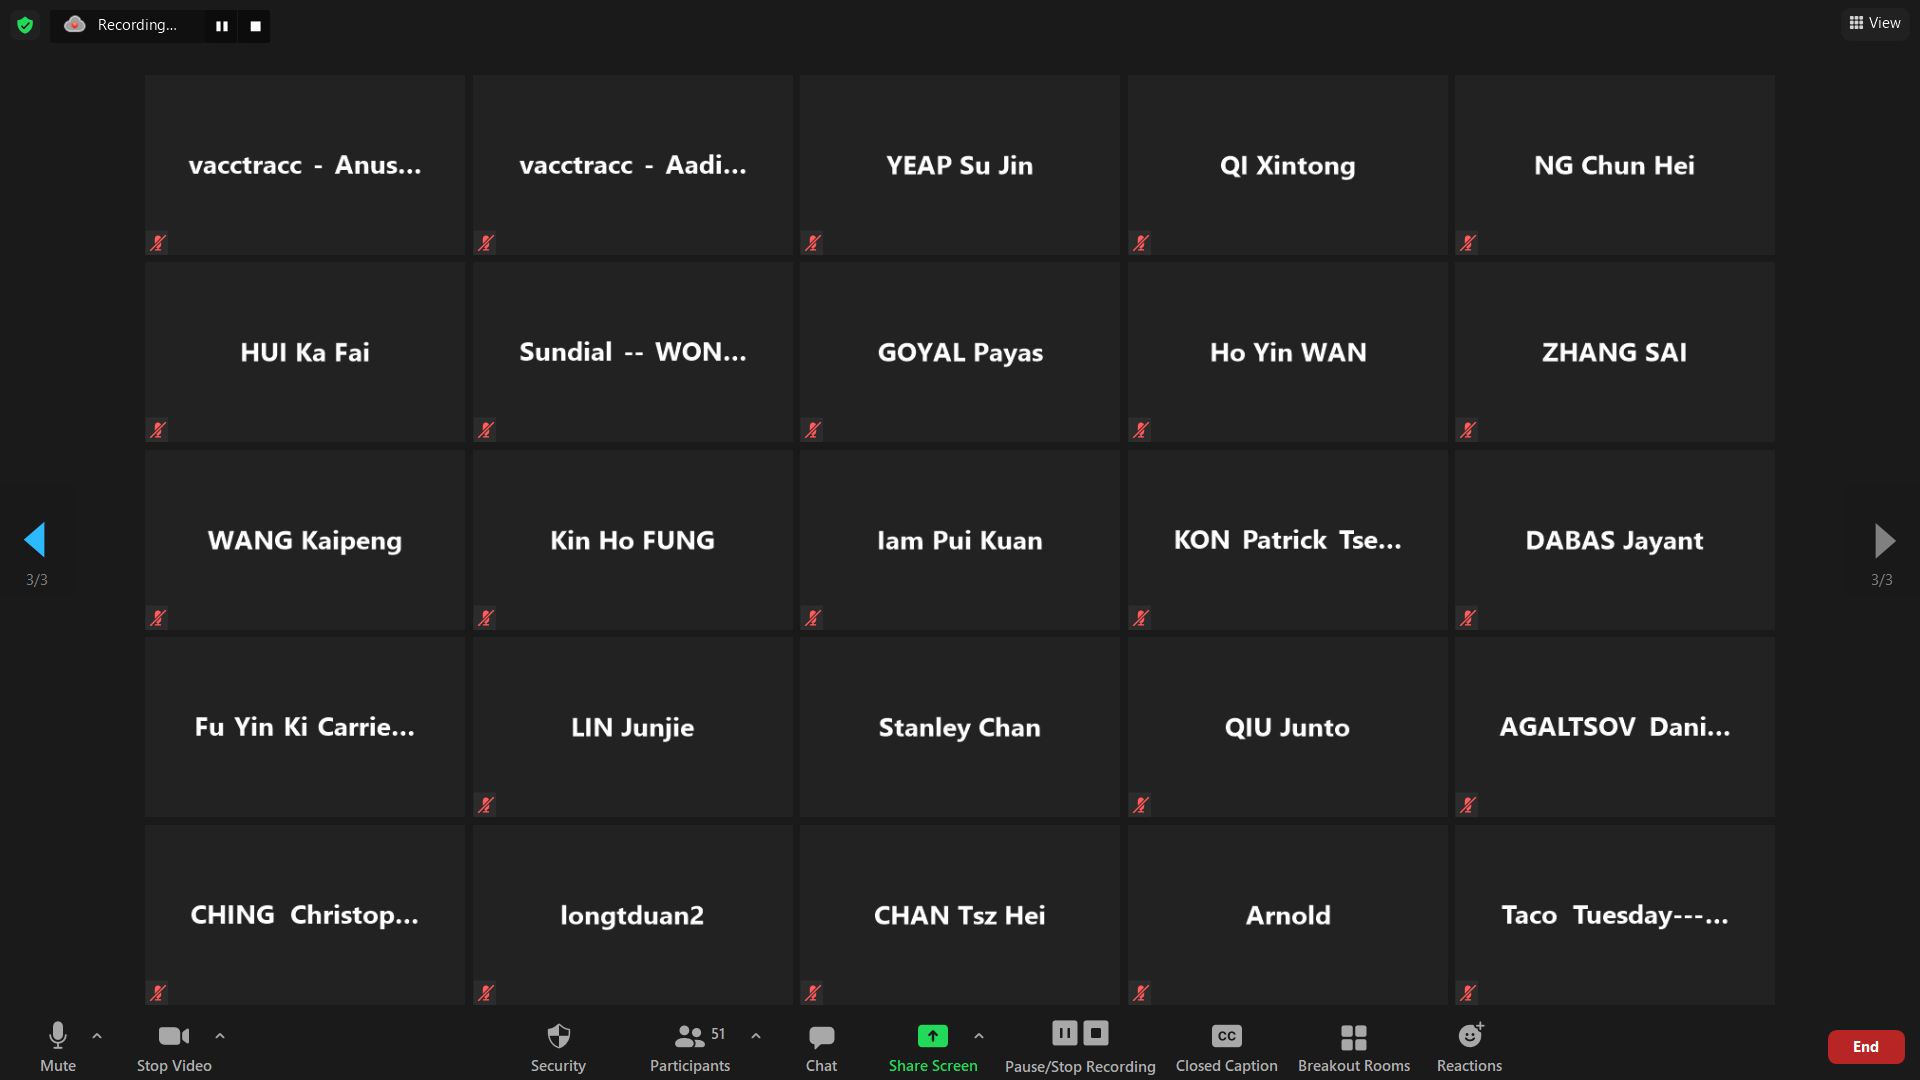 Recording...
View
vacctracc - Anus...
vacctracc - Aadi...
YEAP Su Jin
QI Xintong
NG Chun Hei
HUI Ka Fai
Sundial -- WON...
GOYAL Payas
Ho Yin WAN
ZHANG SAI
WANG Kaipeng
Kin Ho FUNG
Iam Pui Kuan
KON Patrick Tse...
DABAS Jayant
3/3
3/3
Fu Yin Ki Carrie...
LIN Junjie
Stanley Chan
QIU Junto
AGALTSOV Dani...
CHING Christop...
longtduan2
CHAN Tsz Hei
Arnold
Taco Tuesday---...
51
CC
Mute
Stop Video
Security
Participants
Chat
Share Screen
Pause/Stop Recording
Closed Caption
Breakout Rooms
Reactions
End